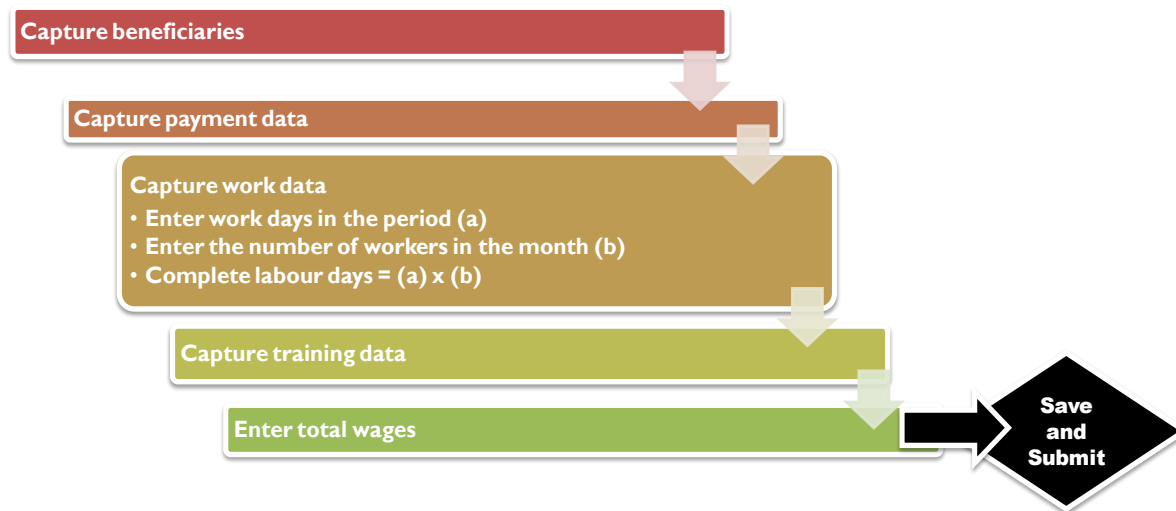 Capture beneficiaries
Capture payment data
Capture work data
• Enter work days in the period (a)
• Enter the number of workers in the month (b)
• Complete labour days = (a) x (b)
Capture training data
Enter total wages
Save
and
Submit